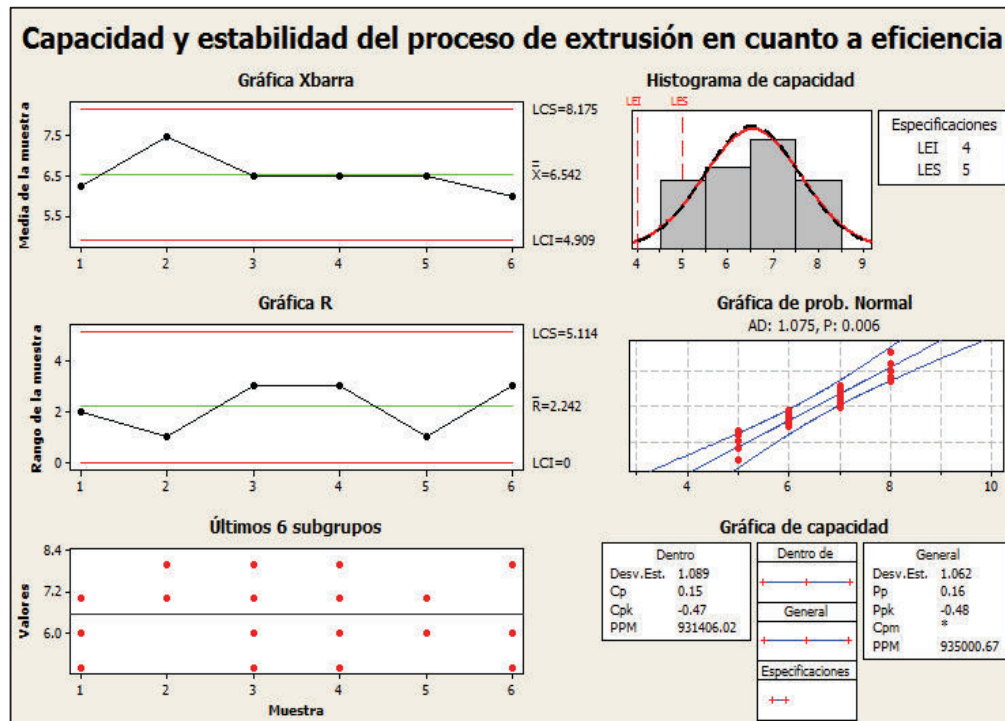 Capacidad y estabilidad del proceso de extrusión en cuanto a eficiencia
Gráfica Xbarra
Media de la muestra
7.5
6.5
5.5
1 2 3 4 5 6
LCS=8.175
X=6.542
LCI=4.909
Histograma de capacidad
LEI LES
4 5 6 7 8 9
Especificaciones
LEI 4
LES 5
Gráfica R
Rango de la muestra
4
2
0
1 2 3 4 5 6
LCS=5.114
R=2.242
LCI=0
Gráfica de prob. Normal
AD: 1.075, P: 0.006
4 6 8 10
Últimos 6 subgrupos
Valores
8.4
7.2
6.0
1 2 3 4 5 6
Muestra
Gráfica de capacidad
Dentro
Desv.Est. 1.089
Cp 0.15
Cpk -0.47
PPM 931406.02
Dentro de
General
Especificaciones
General
Desv.Est. 1.062
Pp 0.16
Ppk -0.48
Cpm *
PPM 935000.67